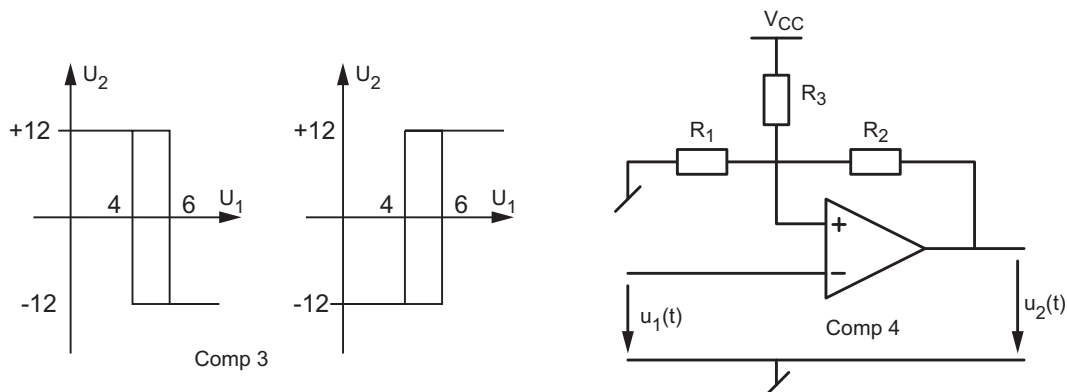 U2
+12
4
6
U1
-12
Comp 3
U2
+12
4
6
U1
-12
VCC
R3
R1
R2
+
−
u1(t)
Comp 4
u2(t)